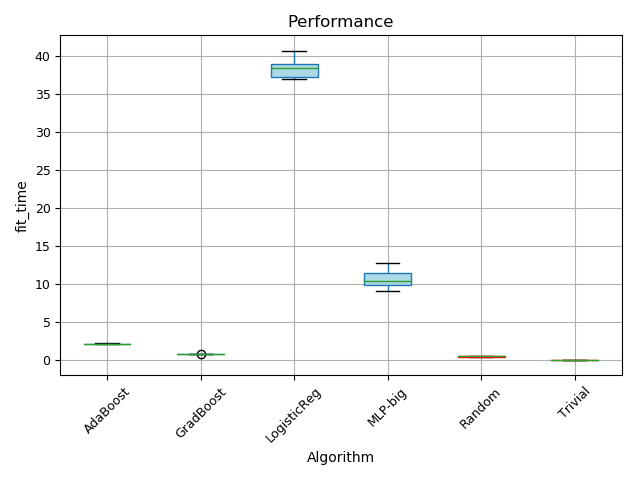 Performance
fit_time
40
35
30
25
20
15
10
5
0
AdaBoost
GradBoost
LogisticReg
MLP-big
Random
Trivial
Algorithm